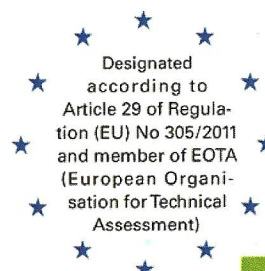 Designated
according to
Article 29 of Regula-
tion (EU) No 305/2011
and member of EOTA
(European Organi-
sation for Technical
Assessment)